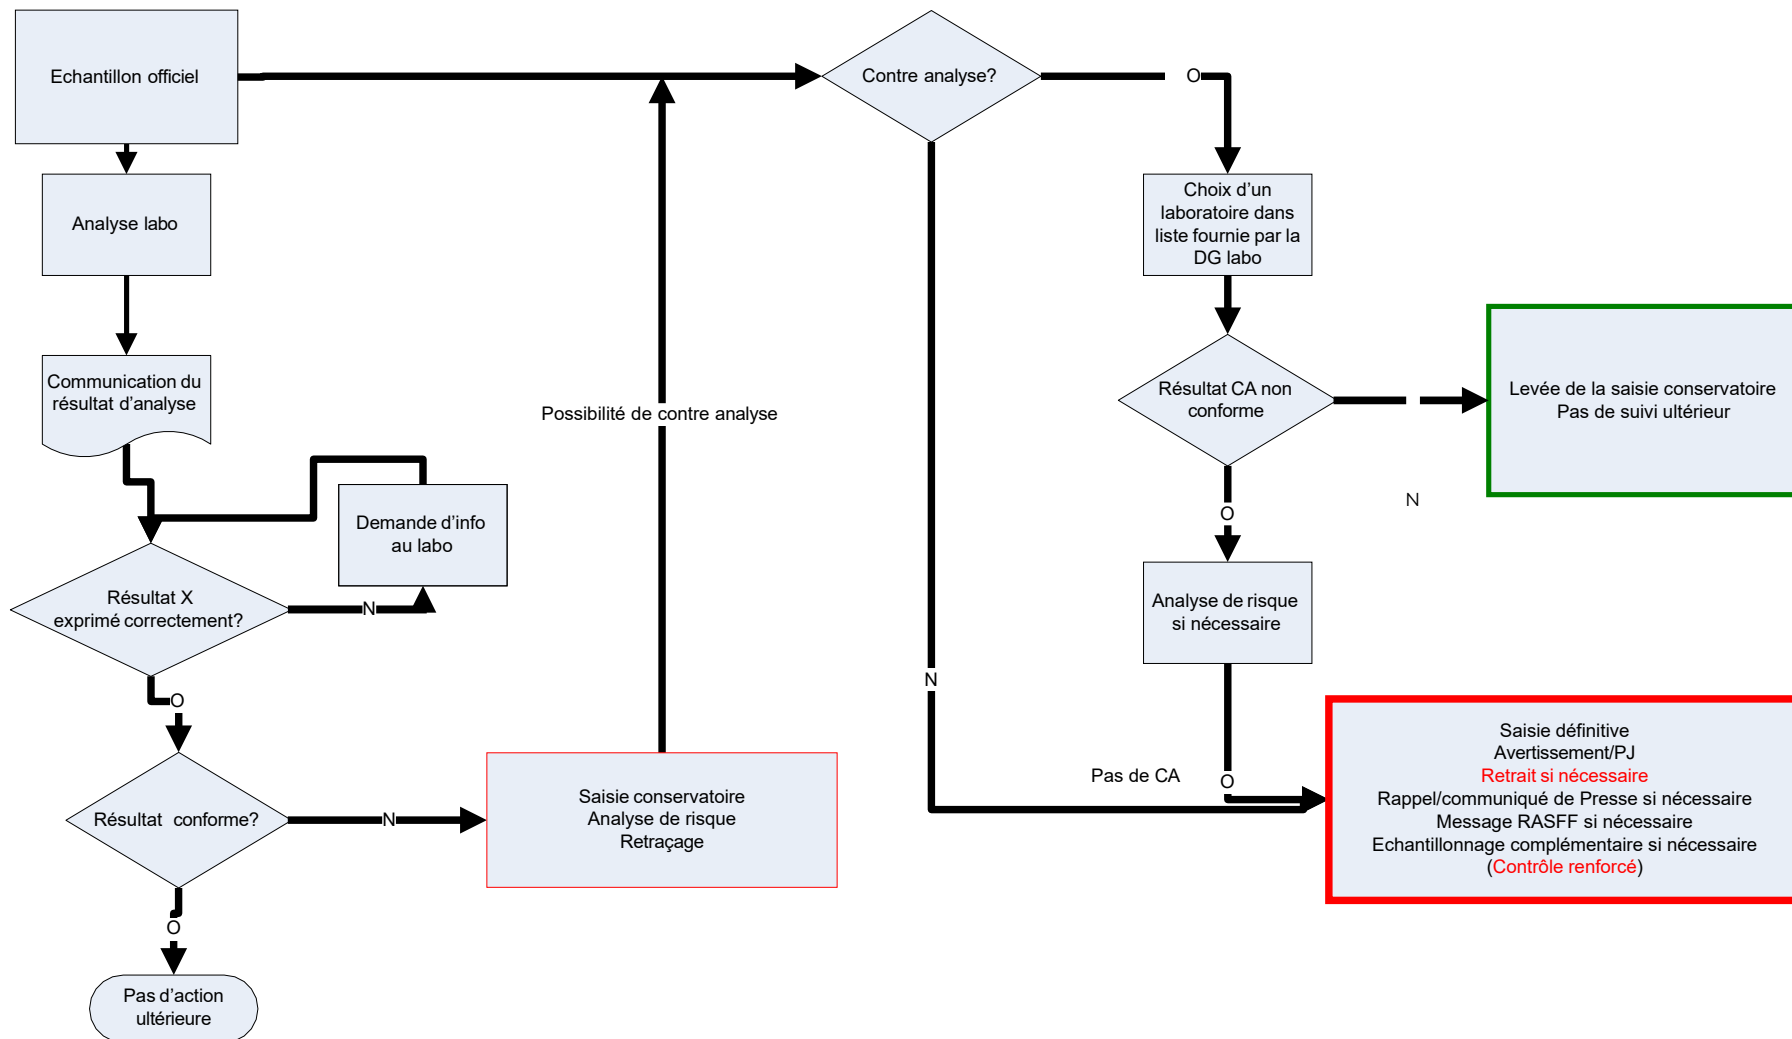 Echantillon officiel
Contre analyse?
O
Analyse labo
Choix d'un
laboratoire dans
liste fournie par la
DG labo
Communication du
résultat d'analyse
Possibilité de contre analyse
Résultat CA non
conforme
Levée de la saisie conservatoire
Pas de suivi ultérieur
N
O
Demande d'info
au labo
Résultat X
exprimé correctement?
N
Analyse de risque
si nécessaire
O
N
Résultat conforme?
N
Saisie conservatoire
Analyse de risque
Retraçage
Pas de CA
O
Saisie définitive
Avertissement/PJ
Retrait si nécessaire
Rappel/communiqué de Presse si nécessaire
Message RASFF si nécessaire
Echantillonnage complémentaire si nécessaire
(Contrôle renforcé)
O
Pas d'action
ultérieure